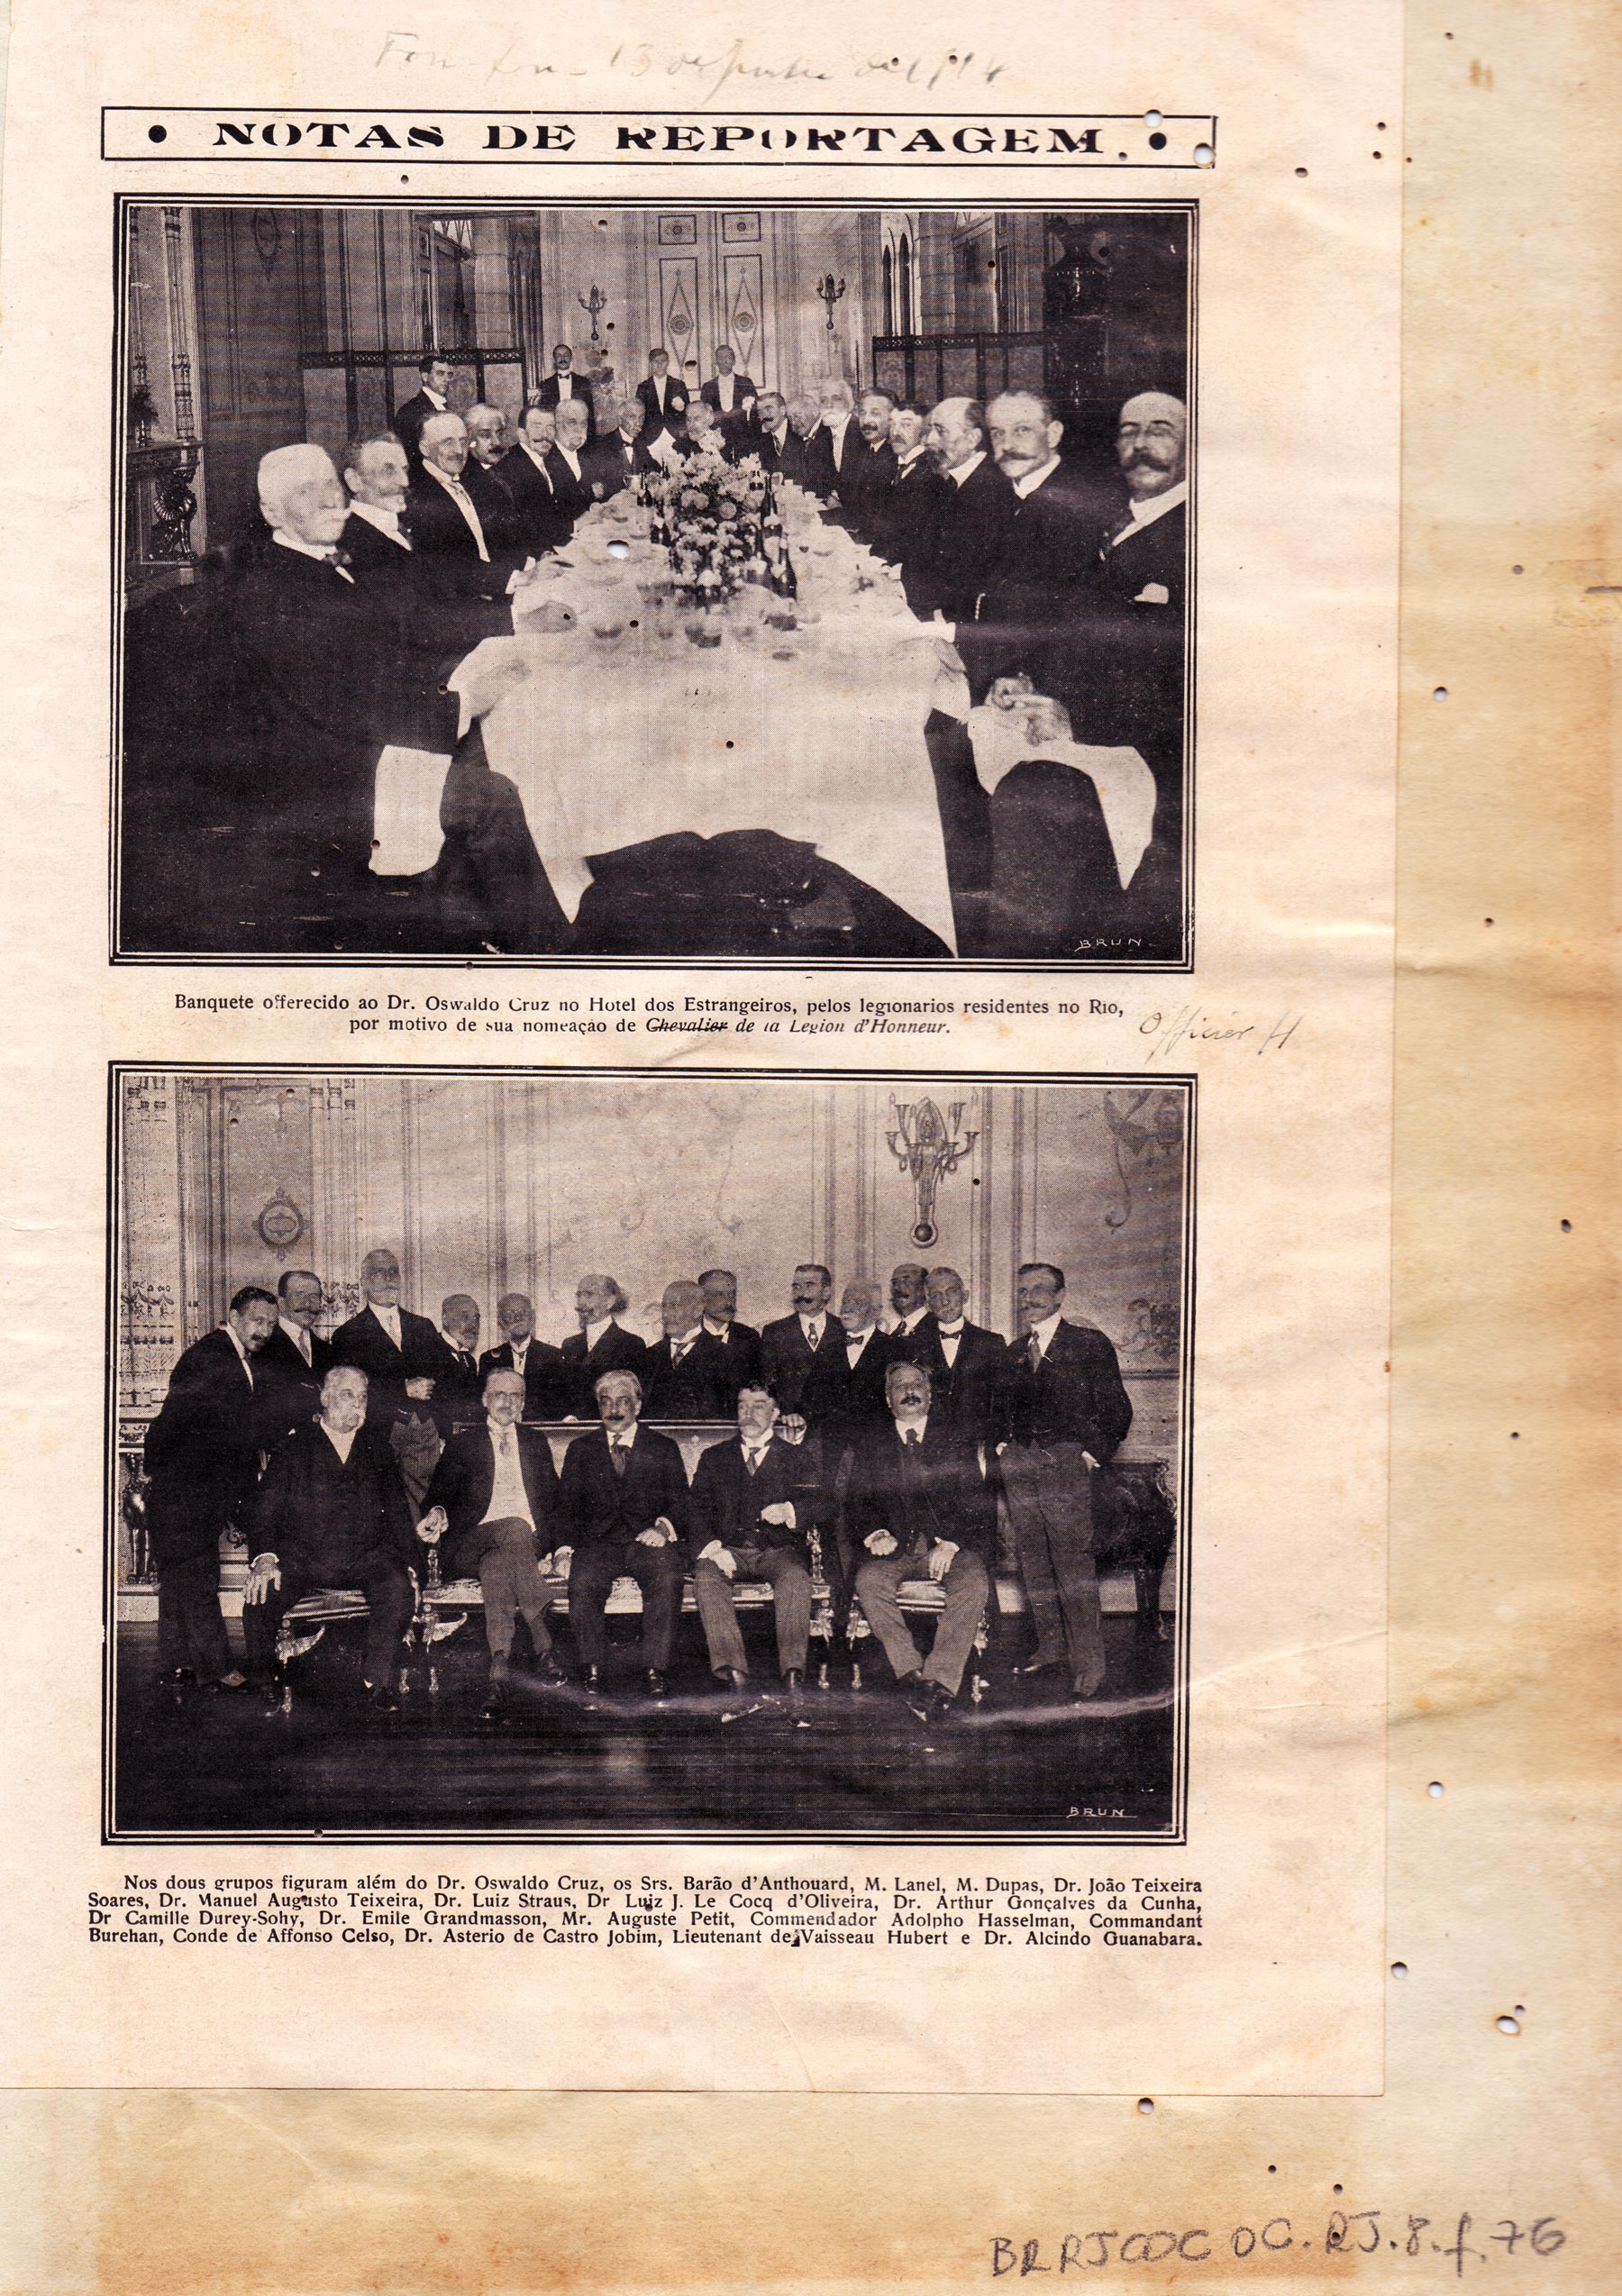 Fon-fon - 13 de Junho de 1914
• NOTAS DE REPORTAGEM •
BRUN
Banquete offerecido ao Dr. Oswaldo Cruz no Hotel dos Estrangeiros, pelos legionarios residentes no Rio,
por motivo de sua nomeação de Chevalier de la Legion d'Honneur.
Officier
BRUN
Nos dous grupos figuram além do Dr. Oswaldo Cruz, os Srs. Barão d'Anthouard, M. Lanel, M. Dupas, Dr. João Teixeira
Soares, Dr. Manuel Augusto Teixeira, Dr. Luiz Straus, Dr Luiz J. Le Cocq d'Oliveira, Dr. Arthur Gonçalves da Cunha,
Dr Camille Durey-Sohy, Dr. Emile Grandmasson, Mr. Auguste Petit, Commendador Adolpho Hasselman, Commandant
Burehan, Conde de Affonso Celso, Dr. Asterio de Castro Jobim, Lieutenant de Vaisseau Hubert e Dr. Alcindo Guanabara.
BR RJCOC OC.RJ.8.f.76